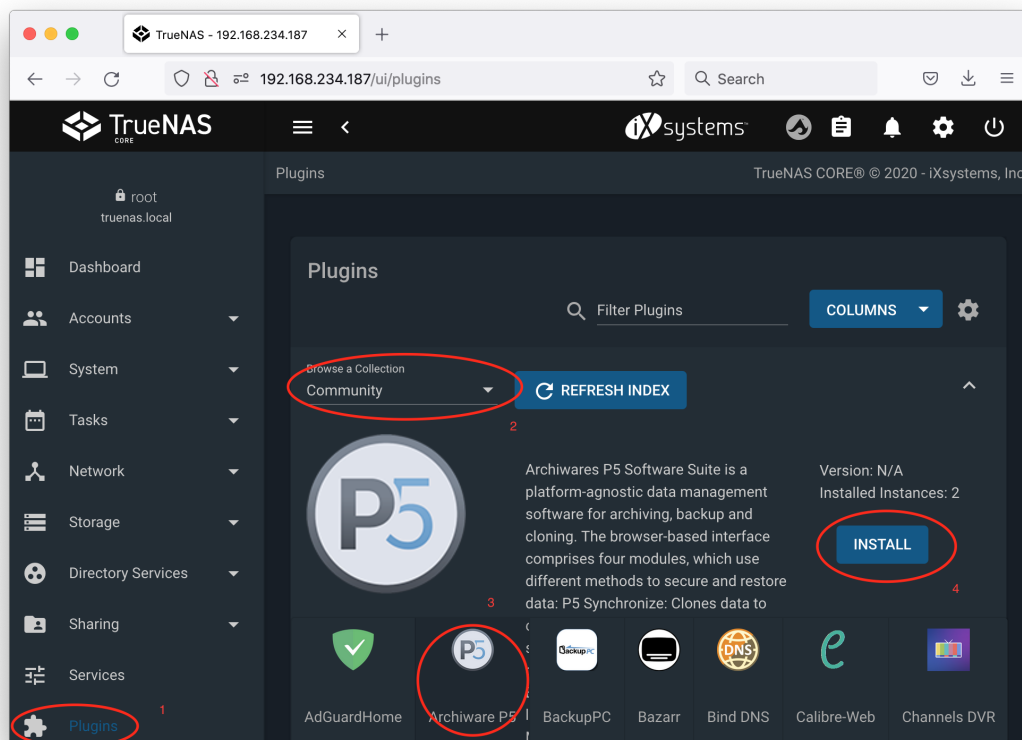 TrueNAS - 192.168.234.187
192.168.234.187/ui/plugins
Search
TrueNAS
CORE
iXsystems™
Plugins
TrueNAS CORE® © 2020 - iXsystems, Inc
root
truenas.local
Dashboard
Accounts
System
Tasks
Network
Storage
Directory Services
Sharing
Services
Plugins
1
Plugins
Filter Plugins
COLUMNS
Browse a Collection
Community
REFRESH INDEX
2
P5
Archiwares P5 Software Suite is a
platform-agnostic data management
software for archiving, backup and
cloning. The browser-based interface
comprises four modules, which use
different methods to secure and restore
data: P5 Synchronize: Clones data to
Version: N/A
Installed Instances: 2
INSTALL
4
3
AdGuardHome
P5
Archiware P5
BackupPC
BackupPC
Bazarr
DNS
Bind DNS
Calibre-Web
Channels DVR